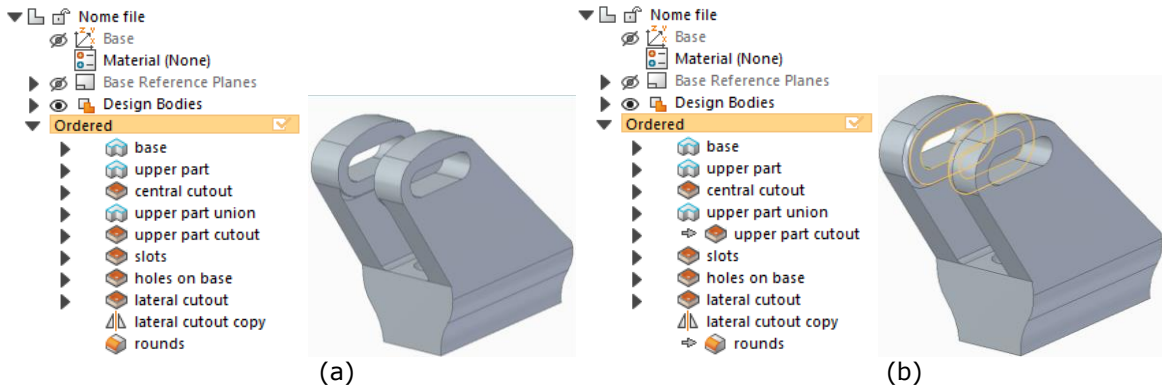 Nome file
Base
Material (None)
Base Reference Planes
Design Bodies
Ordered
base
upper part
central cutout
upper part union
upper part cutout
slots
holes on base
lateral cutout
lateral cutout copy
rounds
(a)
Nome file
Base
Material (None)
Base Reference Planes
Design Bodies
Ordered
base
upper part
central cutout
upper part union
upper part cutout
slots
holes on base
lateral cutout
lateral cutout copy
rounds
(b)